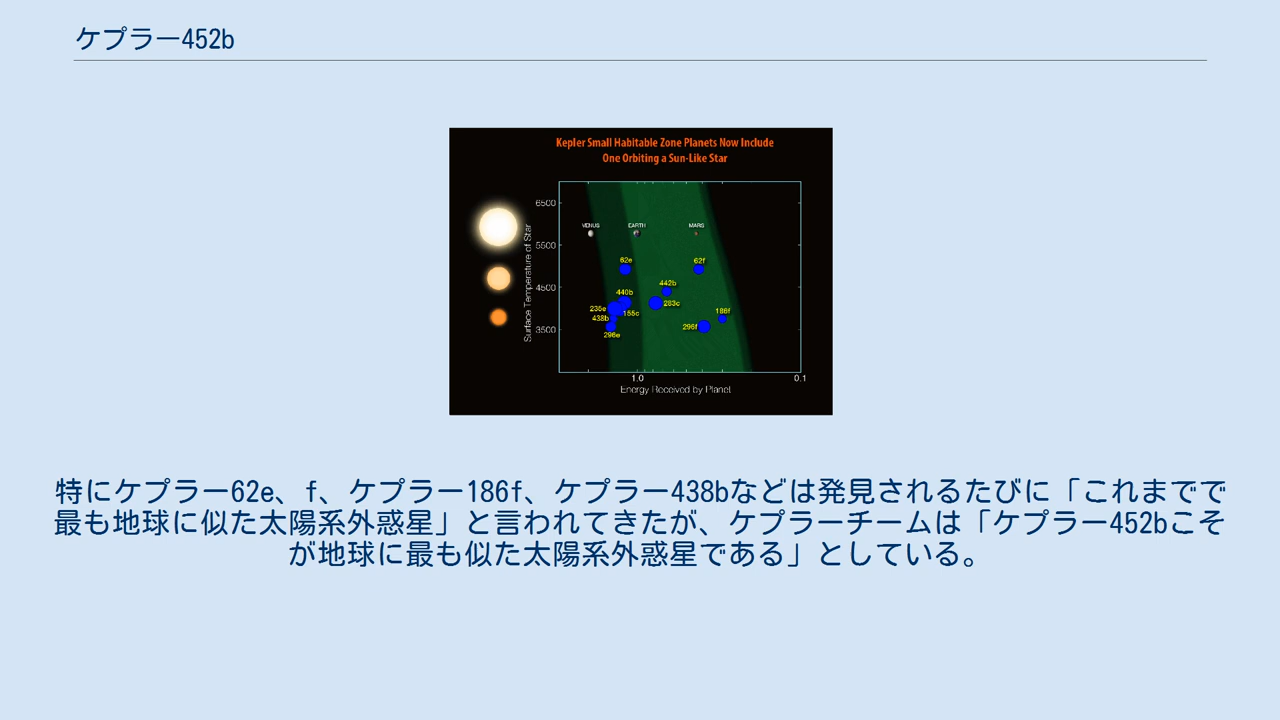 ケプラー452b
Kepler Small Habitable Zone Planets Now Include
One Orbiting a Sun-Like Star
6500
5500
4500
3500
Surface Temperature of Star
VENUS
EARTH
MARS
62e
62f
442b
440b
283c
235e
155c
438b
186f
296f
296e
1.0
0.1
Energy Received by Planet
特にケプラー62e、f、ケプラー186f、ケプラー438bなどは発見されるたびに「これまでで
最も地球に似た太陽系外惑星」と言われてきたが、ケプラーチームは「ケプラー452bこそ
が地球に最も似た太陽系外惑星である」としている。